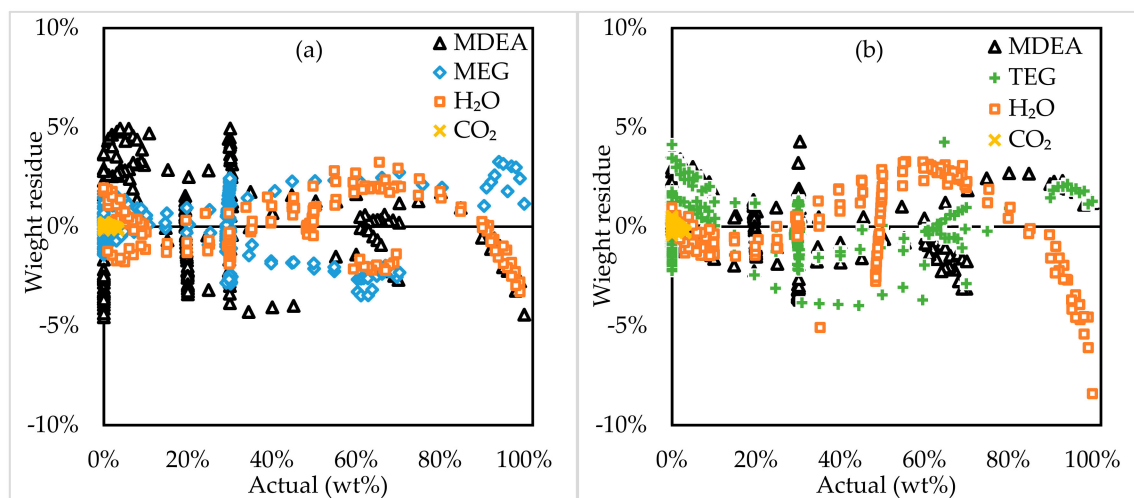 10%
5%
0%
-5%
-10%
Wieght residue
(a)
MDEA
MEG
H₂O
CO₂
0% 20% 40% 60% 80% 100%
Actual (wt%)
10%
5%
0%
-5%
-10%
Wieght residue
(b)
MDEA
TEG
H₂O
CO₂
0% 20% 40% 60% 80% 100%
Actual (wt%)